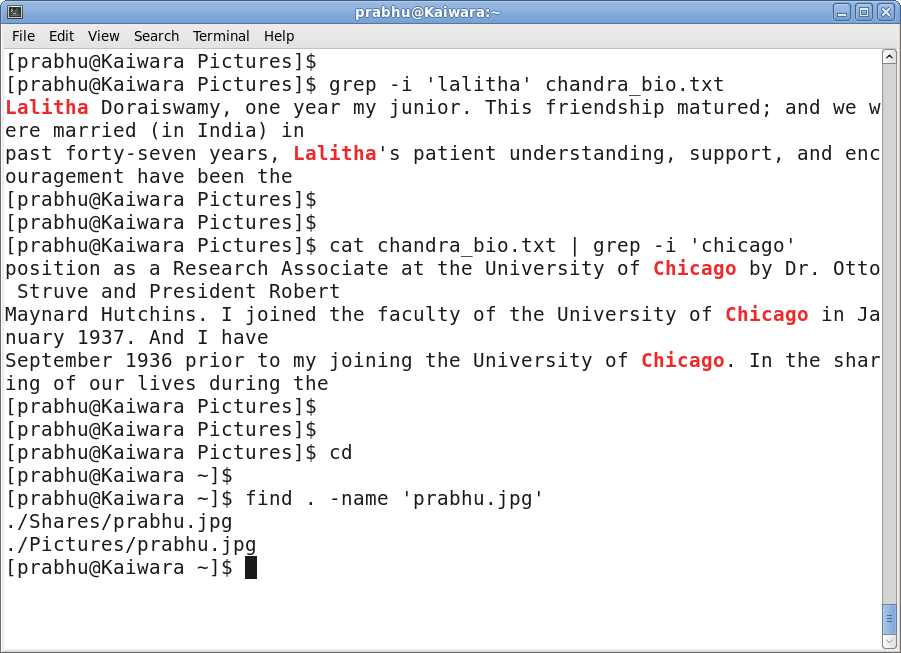 prabhu@Kaiwara:~
File Edit View Search Terminal Help
[prabhu@Kaiwara Pictures]$
[prabhu@Kaiwara Pictures]$ grep -i 'lalitha' chandra_bio.txt
Lalitha Doraiswamy, one year my junior. This friendship matured; and we w
ere married (in India) in
past forty-seven years, Lalitha's patient understanding, support, and enc
ouragement have been the
[prabhu@Kaiwara Pictures]$
[prabhu@Kaiwara Pictures]$
[prabhu@Kaiwara Pictures]$ cat chandra_bio.txt | grep -i 'chicago'
position as a Research Associate at the University of Chicago by Dr. Otto
 Struve and President Robert
Maynard Hutchins. I joined the faculty of the University of Chicago in Ja
nuary 1937. And I have
September 1936 prior to my joining the University of Chicago. In the shar
ing of our lives during the
[prabhu@Kaiwara Pictures]$
[prabhu@Kaiwara Pictures]$
[prabhu@Kaiwara Pictures]$ cd
[prabhu@Kaiwara ~]$
[prabhu@Kaiwara ~]$ find . -name 'prabhu.jpg'
./Shares/prabhu.jpg
./Pictures/prabhu.jpg
[prabhu@Kaiwara ~]$